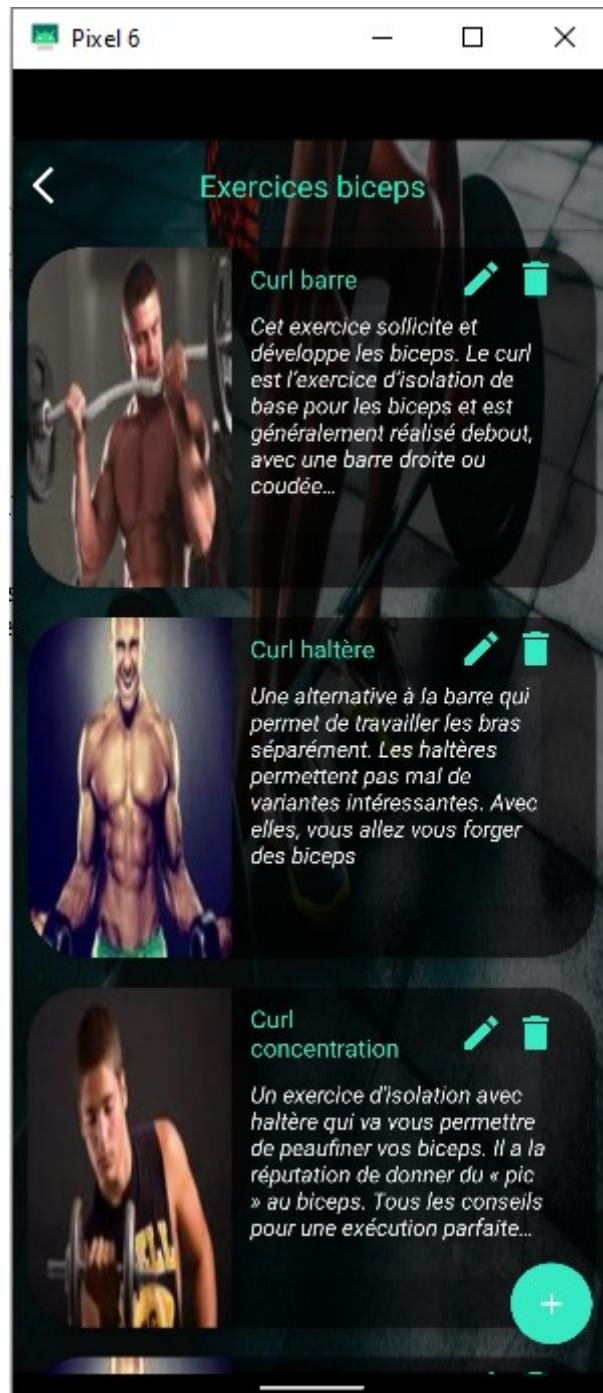 Pixel 6
Exercices biceps
Curl barre
Cet exercice sollicite et
développe les biceps. Le curl
est l'exercice d'isolation de
base pour les biceps et est
généralement réalisé debout,
avec une barre droite ou
coudée...
Curl haltère
Une alternative à la barre qui
permet de travailler les bras
séparément. Les haltères
permettent pas mal de
variantes intéressantes. Avec
elles, vous allez vous forger
des biceps
Curl
concentration
Un exercice d'isolation avec
haltère qui va vous permettre
de peaufiner vos biceps. Il a la
réputation de donner du « pic
» au biceps. Tous les conseils
pour une exécution parfaite...